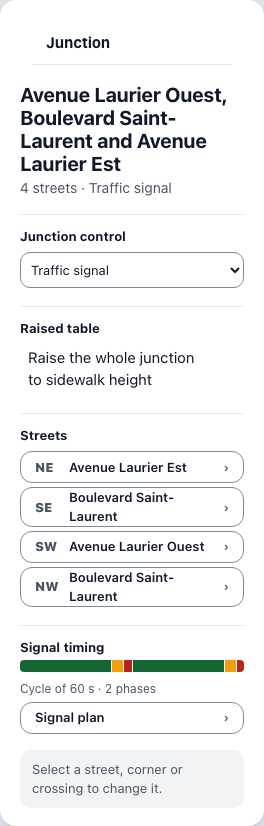 Junction
Avenue Laurier Ouest,
Boulevard Saint-
Laurent and Avenue
Laurier Est
4 streets · Traffic signal
Junction control
Traffic signal
Raised table
Raise the whole junction
to sidewalk height
Streets
NE Avenue Laurier Est ›
SE Boulevard Saint-
Laurent ›
SW Avenue Laurier Ouest ›
NW Boulevard Saint-
Laurent ›
Signal timing
Cycle of 60 s · 2 phases
Signal plan ›
Select a street, corner or
crossing to change it.